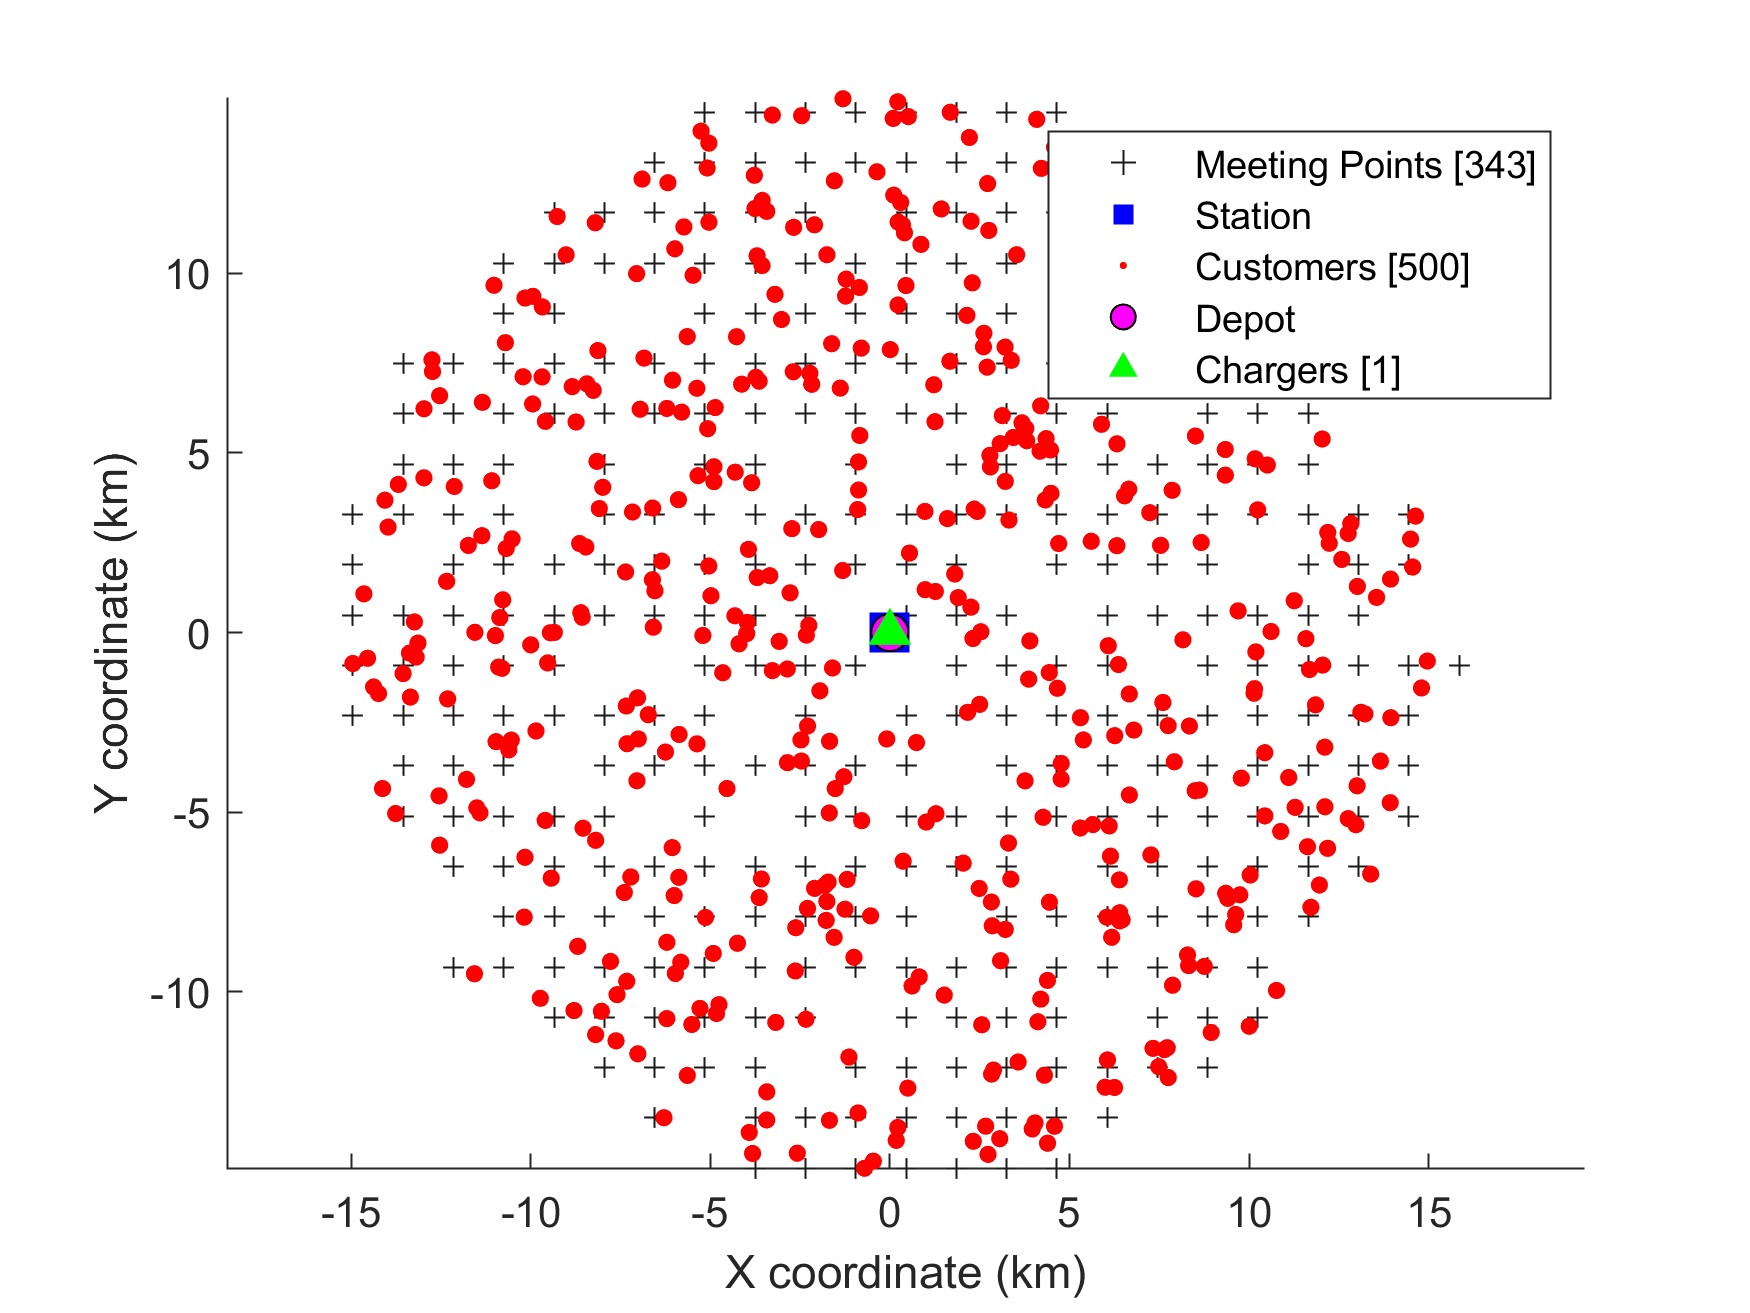 Meeting Points [343]
Station
Customers [500]
Depot
Chargers [1]
10
5
0
-5
-10
Y coordinate (km)
-15 -10 -5 0 5 10 15
X coordinate (km)